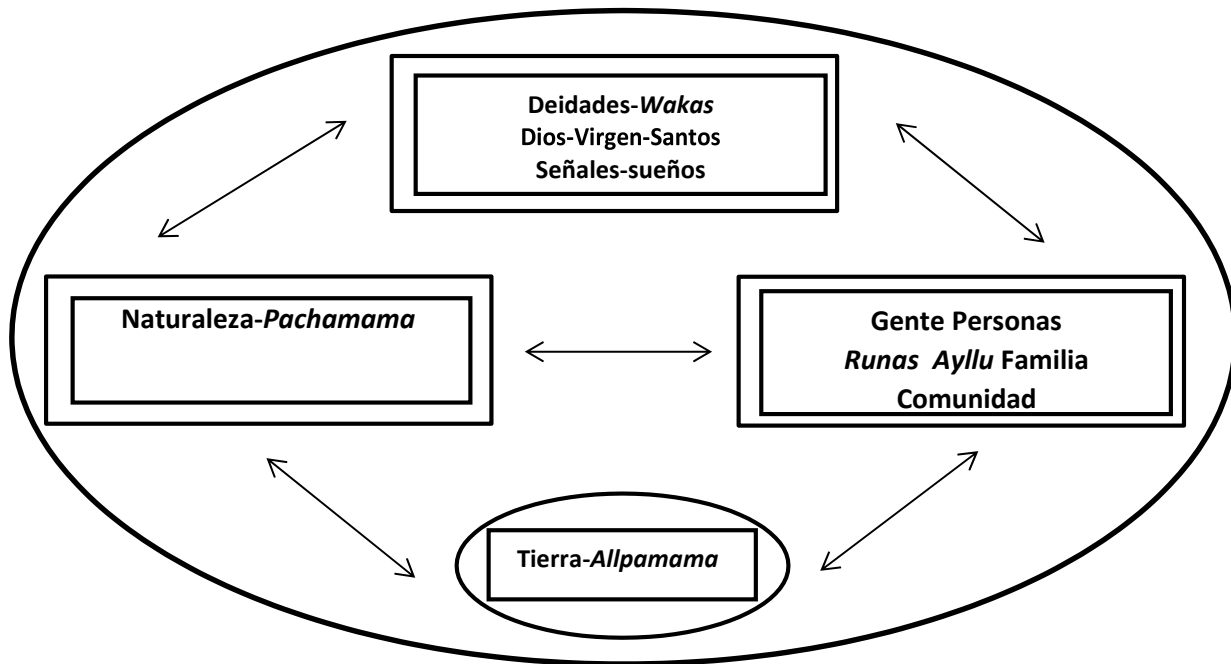 Deidades-Wakas
Dios-Virgen-Santos
Señales-sueños
Naturaleza-Pachamama
Gente Personas
Runas Ayllu Familia
Comunidad
Tierra-Allpamama